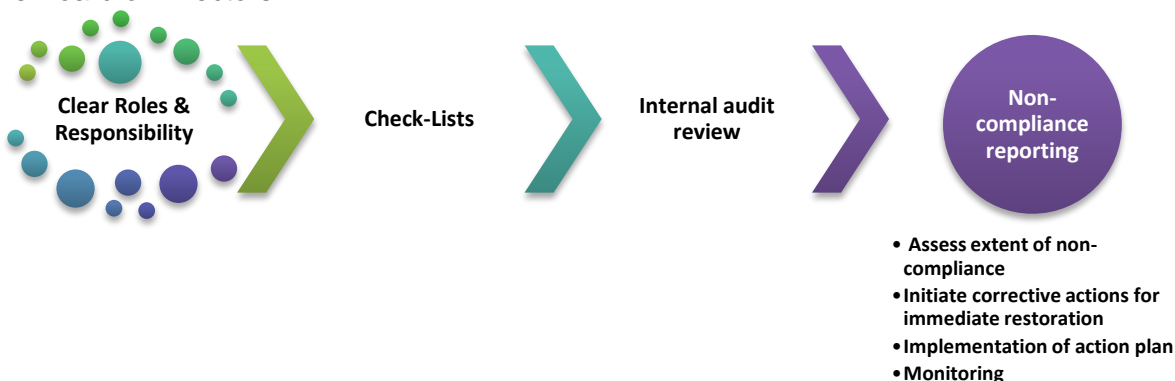 Clear Roles &
Responsibility
Check-Lists
Internal audit
review
Non-
compliance
reporting
• Assess extent of non-
compliance
•Initiate corrective actions for
immediate restoration
•Implementation of action plan
•Monitoring